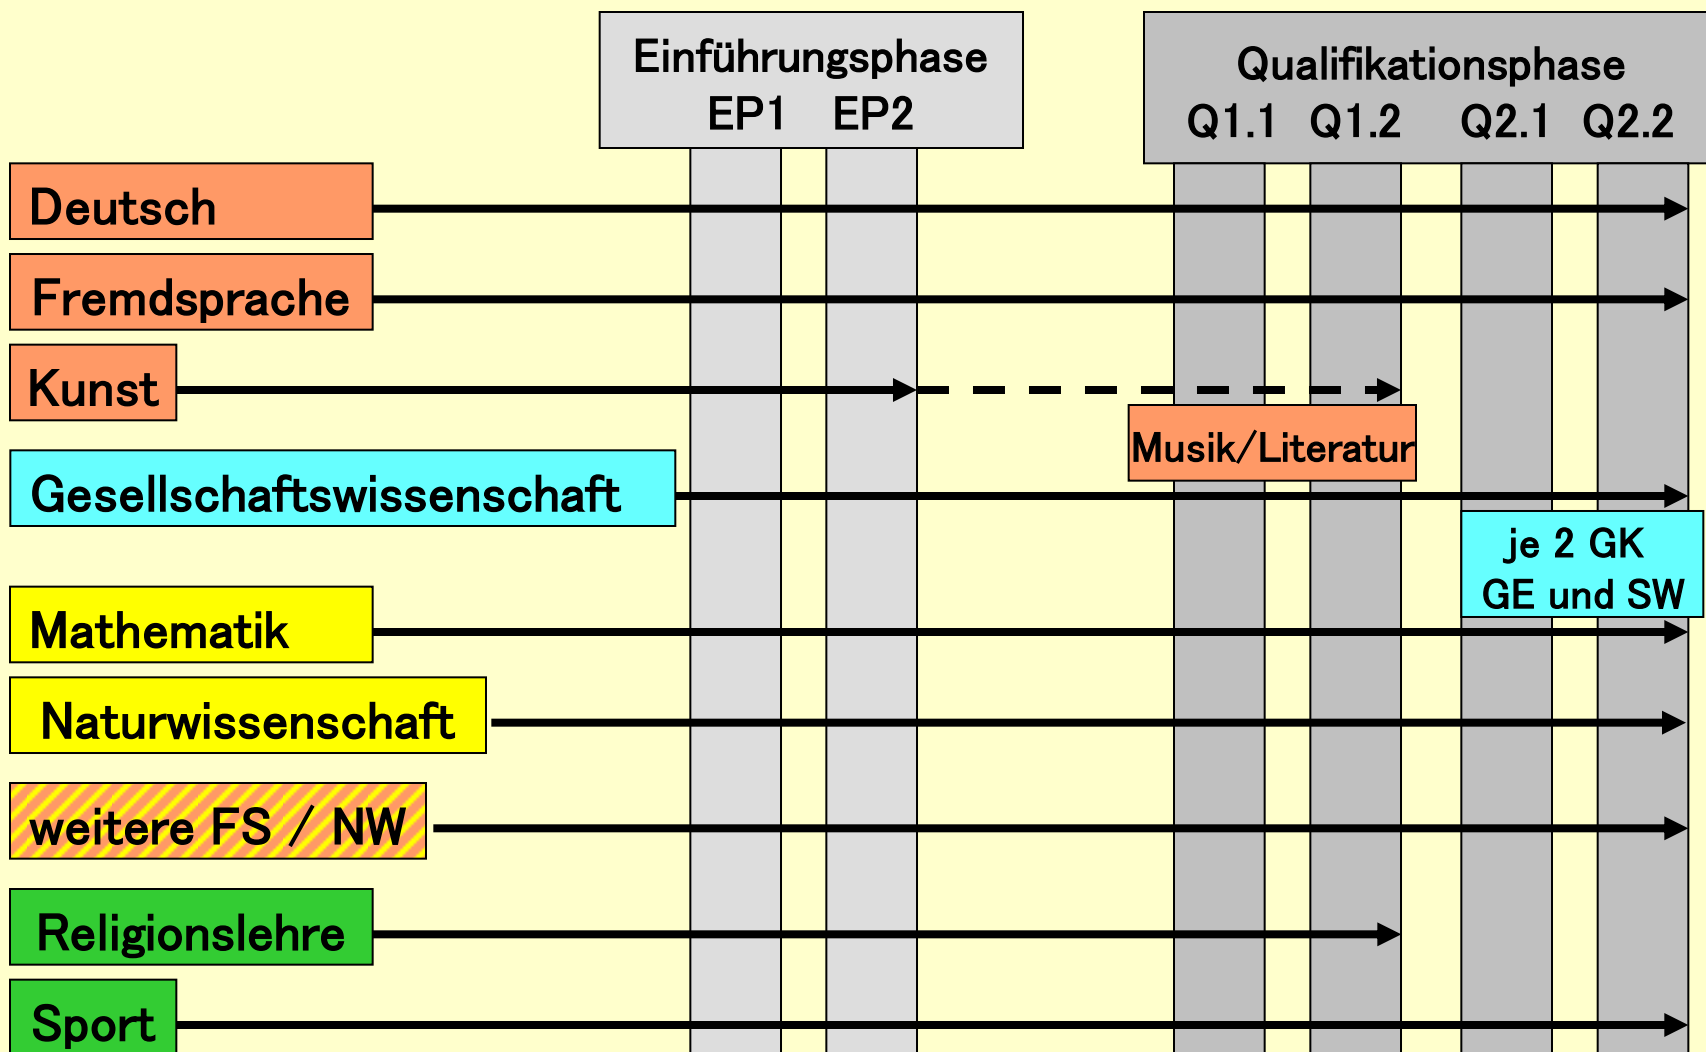 Einführungsphase
EP1 EP2
Qualifikationsphase
Q1.1 Q1.2 Q2.1 Q2.2
Deutsch
Fremdsprache
Kunst
Musik/Literatur
Gesellschaftswissenschaft
je 2 GK
GE und SW
Mathematik
Naturwissenschaft
weitere FS / NW
Religionslehre
Sport